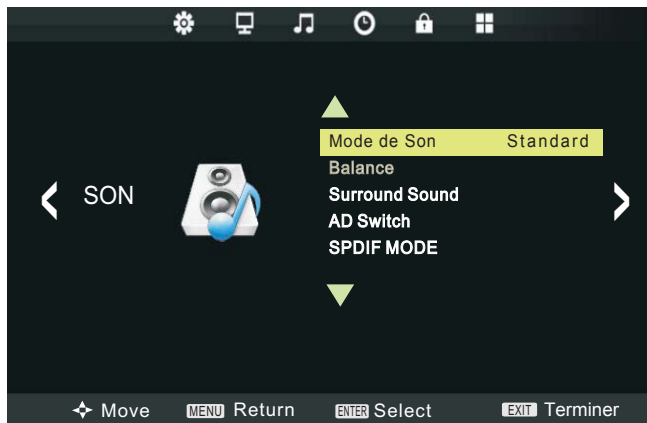 Mode de Son Standard
Balance
SON
Surround Sound
AD Switch
SPDIF MODE
Move MENU Return ENTER Select EXIT Terminer